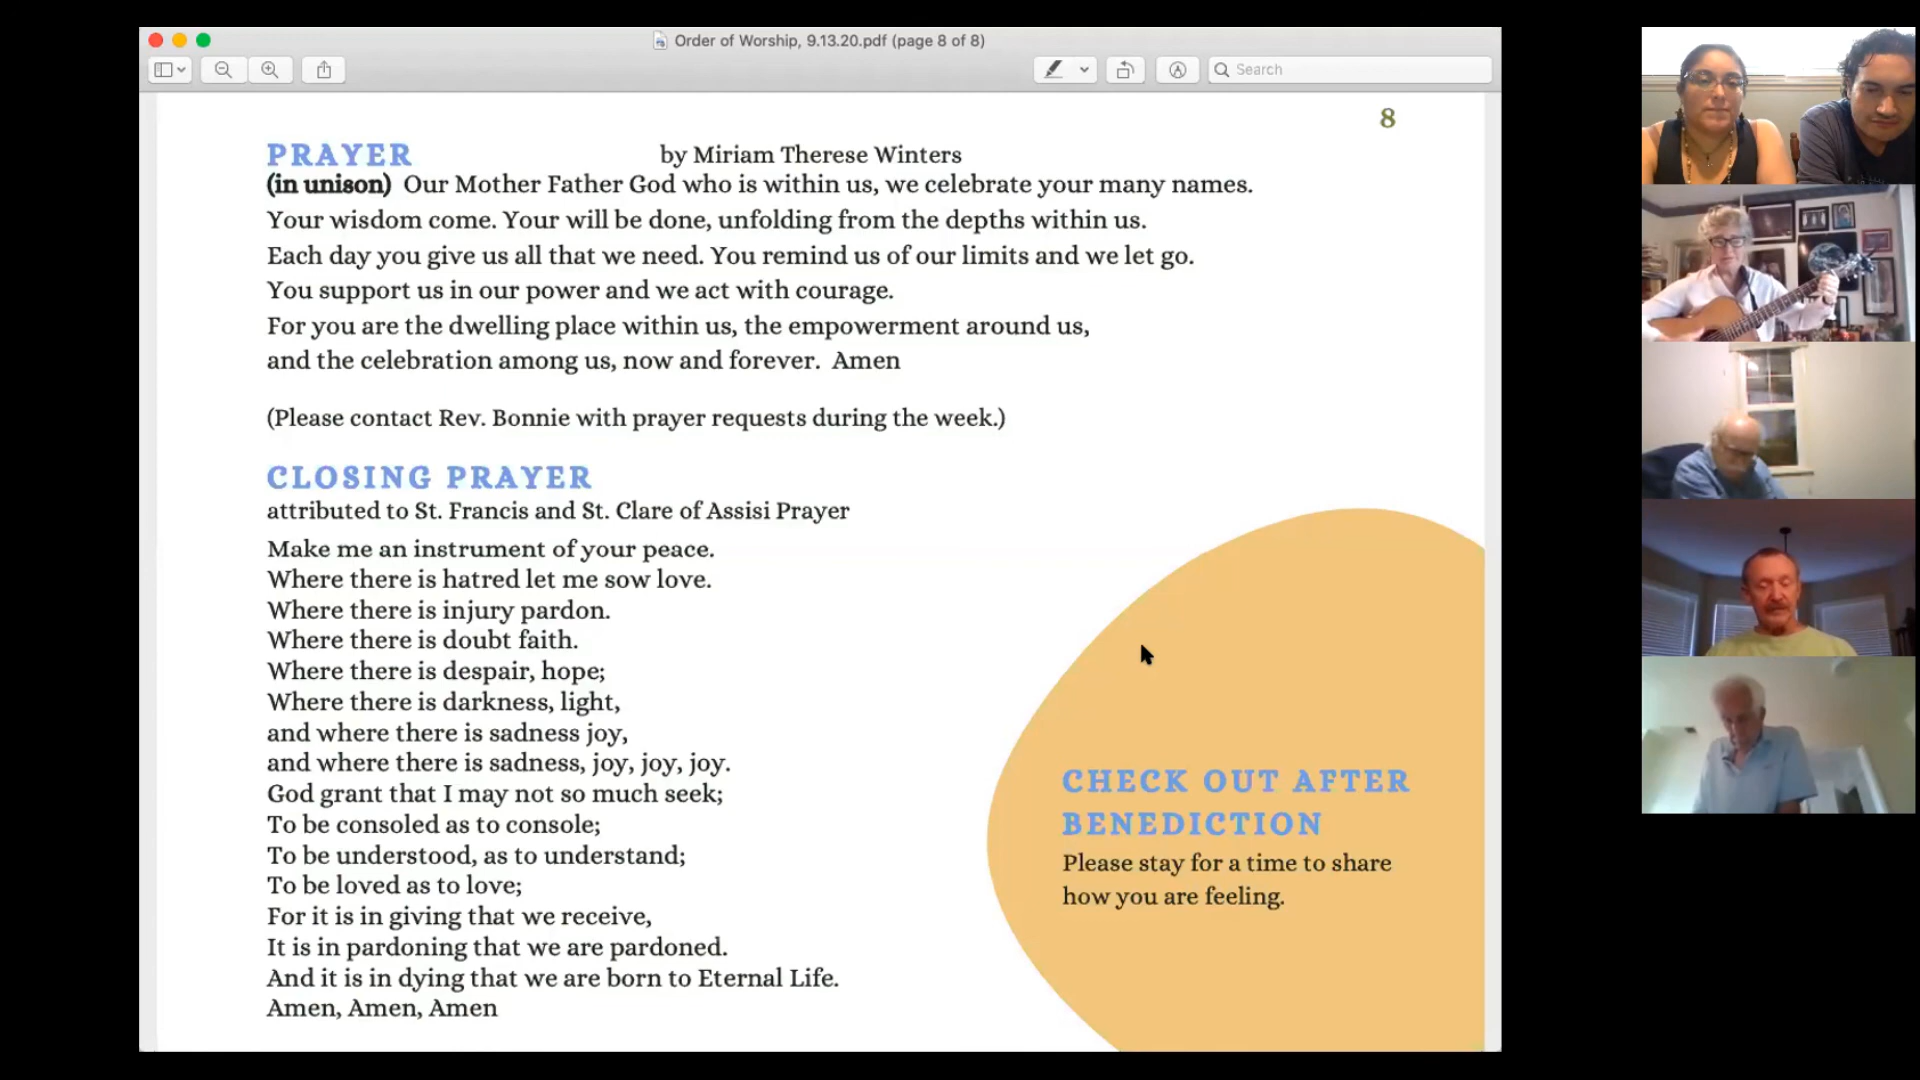 Order of Worship, 9.13.20.pdf (page 8 of 8)
Search
8
PRAYER by Miriam Therese Winters
(in unison) Our Mother Father God who is within us, we celebrate your many names.
Your wisdom come. Your will be done, unfolding from the depths within us.
Each day you give us all that we need. You remind us of our limits and we let go.
You support us in our power and we act with courage.
For you are the dwelling place within us, the empowerment around us,
and the celebration among us, now and forever. Amen
(Please contact Rev. Bonnie with prayer requests during the week.)
CLOSING PRAYER
attributed to St. Francis and St. Clare of Assisi Prayer
Make me an instrument of your peace.
Where there is hatred let me sow love.
Where there is injury pardon.
Where there is doubt faith.
Where there is despair, hope;
Where there is darkness, light,
and where there is sadness joy,
and where there is sadness, joy, joy, joy.
God grant that I may not so much seek;
To be consoled as to console;
To be understood, as to understand;
To be loved as to love;
For it is in giving that we receive,
It is in pardoning that we are pardoned.
And it is in dying that we are born to Eternal Life.
Amen, Amen, Amen
CHECK OUT AFTER
BENEDICTION
Please stay for a time to share
how you are feeling.